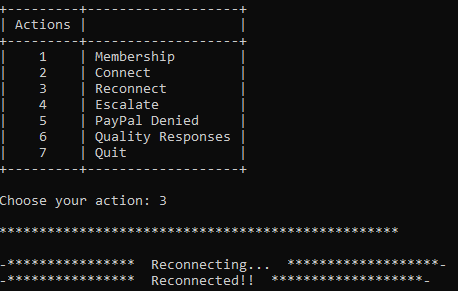 +---------+-------------------+
| Actions |                   |
+---------+-------------------+
|    1    | Membership        |
|    2    | Connect           |
|    3    | Reconnect         |
|    4    | Escalate          |
|    5    | PayPal Denied     |
|    6    | Quality Responses |
|    7    | Quit              |
+---------+-------------------+
Choose your action: 3
**************************************************
-****************  Reconnecting...  *******************-
-****************  Reconnected!!  *******************-